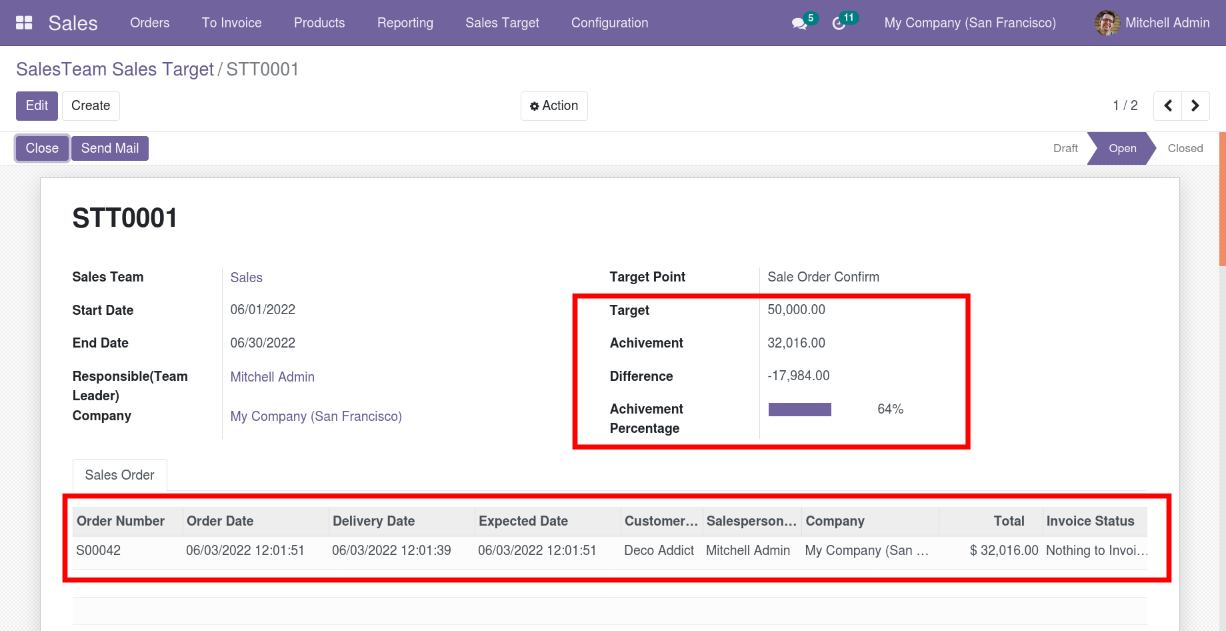 Sales Orders To Invoice Products Reporting Sales Target Configuration 5 11 My Company (San Francisco) Mitchell Admin
SalesTeam Sales Target / STT0001
Edit Create Action 1 / 2
Close Send Mail Draft Open Closed
STT0001
Sales Team Sales
Start Date 06/01/2022
End Date 06/30/2022
Responsible(Team
Leader) Mitchell Admin
Company My Company (San Francisco)
Target Point Sale Order Confirm
Target 50,000.00
Achivement 32,016.00
Difference -17,984.00
Achivement
Percentage 64%
Sales Order
Order Number Order Date Delivery Date Expected Date Customer... Salesperson... Company Total Invoice Status
S00042 06/03/2022 12:01:51 06/03/2022 12:01:39 06/03/2022 12:01:51 Deco Addict Mitchell Admin My Company (San ... $ 32,016.00 Nothing to Invoi...